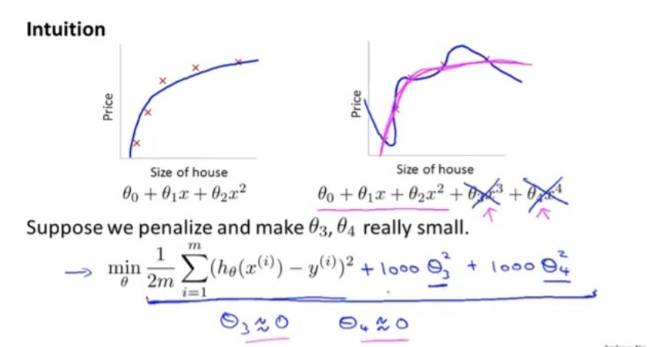 Intuition
Price
Price
Size of house
Size of house
θ₀ + θ₁x + θ₂x²
θ₀ + θ₁x + θ₂x² + θ₃x³ + θ₄x⁴
Suppose we penalize and make θ₃, θ₄ really small.
→ min_θ 1/2m ∑_{i=1}^{m} (h_θ(x⁽ⁱ⁾) − y⁽ⁱ⁾)² + 1000 θ₃² + 1000 θ₄²
θ₃ ≈ 0 θ₄ ≈ 0